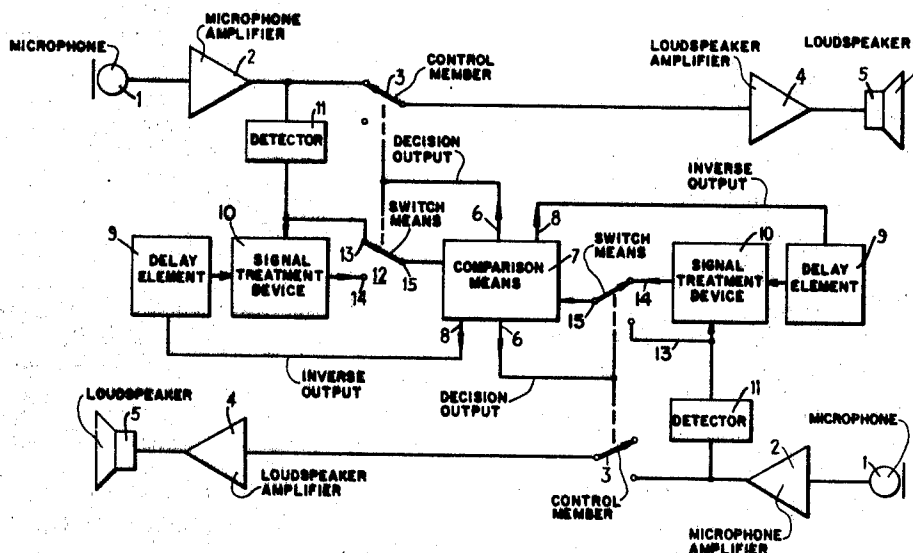 MICROPHONE
AMPLIFIER
MICROPHONE
1
2
3
CONTROL
MEMBER
LOUDSPEAKER
AMPLIFIER
4
LOUDSPEAKER
5
11
DETECTOR
DECISION
OUTPUT
INVERSE
OUTPUT
9
DELAY
ELEMENT
10
SIGNAL
TREATMENT
DEVICE
SWITCH
MEANS
13
12
14
15
6
8
COMPARISON
MEANS
7
SWITCH
MEANS
15
14
13
10
SIGNAL
TREATMENT
DEVICE
9
DELAY
ELEMENT
8
6
INVERSE
OUTPUT
DECISION
OUTPUT
DETECTOR
11
LOUDSPEAKER
5
4
LOUDSPEAKER
AMPLIFIER
3
CONTROL
MEMBER
2
MICROPHONE
AMPLIFIER
1
MICROPHONE